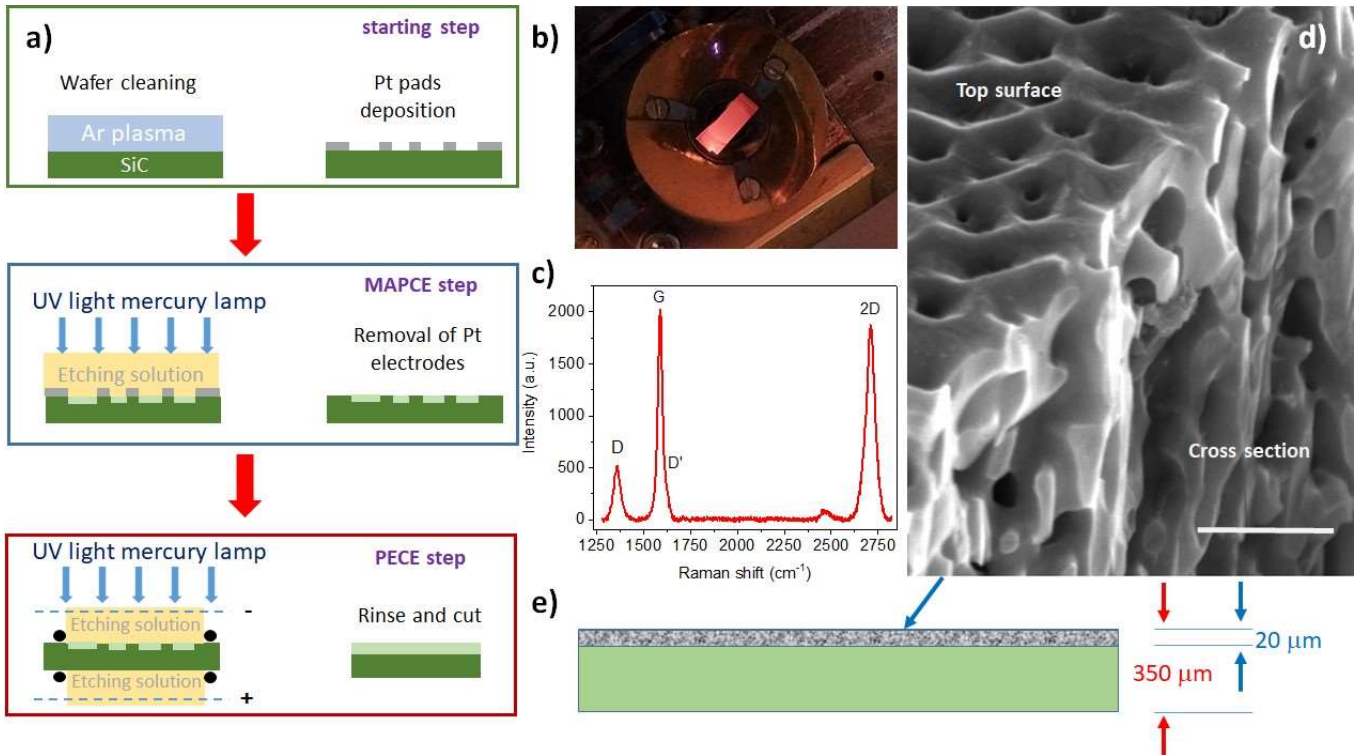 a)
starting step
Wafer cleaning
Pt pads
deposition
Ar plasma
SiC
MAPCE step
UV light mercury lamp
Removal of Pt
electrodes
Etching solution
PECE step
UV light mercury lamp
Rinse and cut
-
Etching solution
Etching solution
+
b)
c)
G
2D
D
D'
Intensity (a.u.)
2000
1500
1000
500
0
1250 1500 1750 2000 2250 2500 2750
Raman shift (cm⁻¹)
d)
Top surface
Cross section
e)
20 μm
350 μm